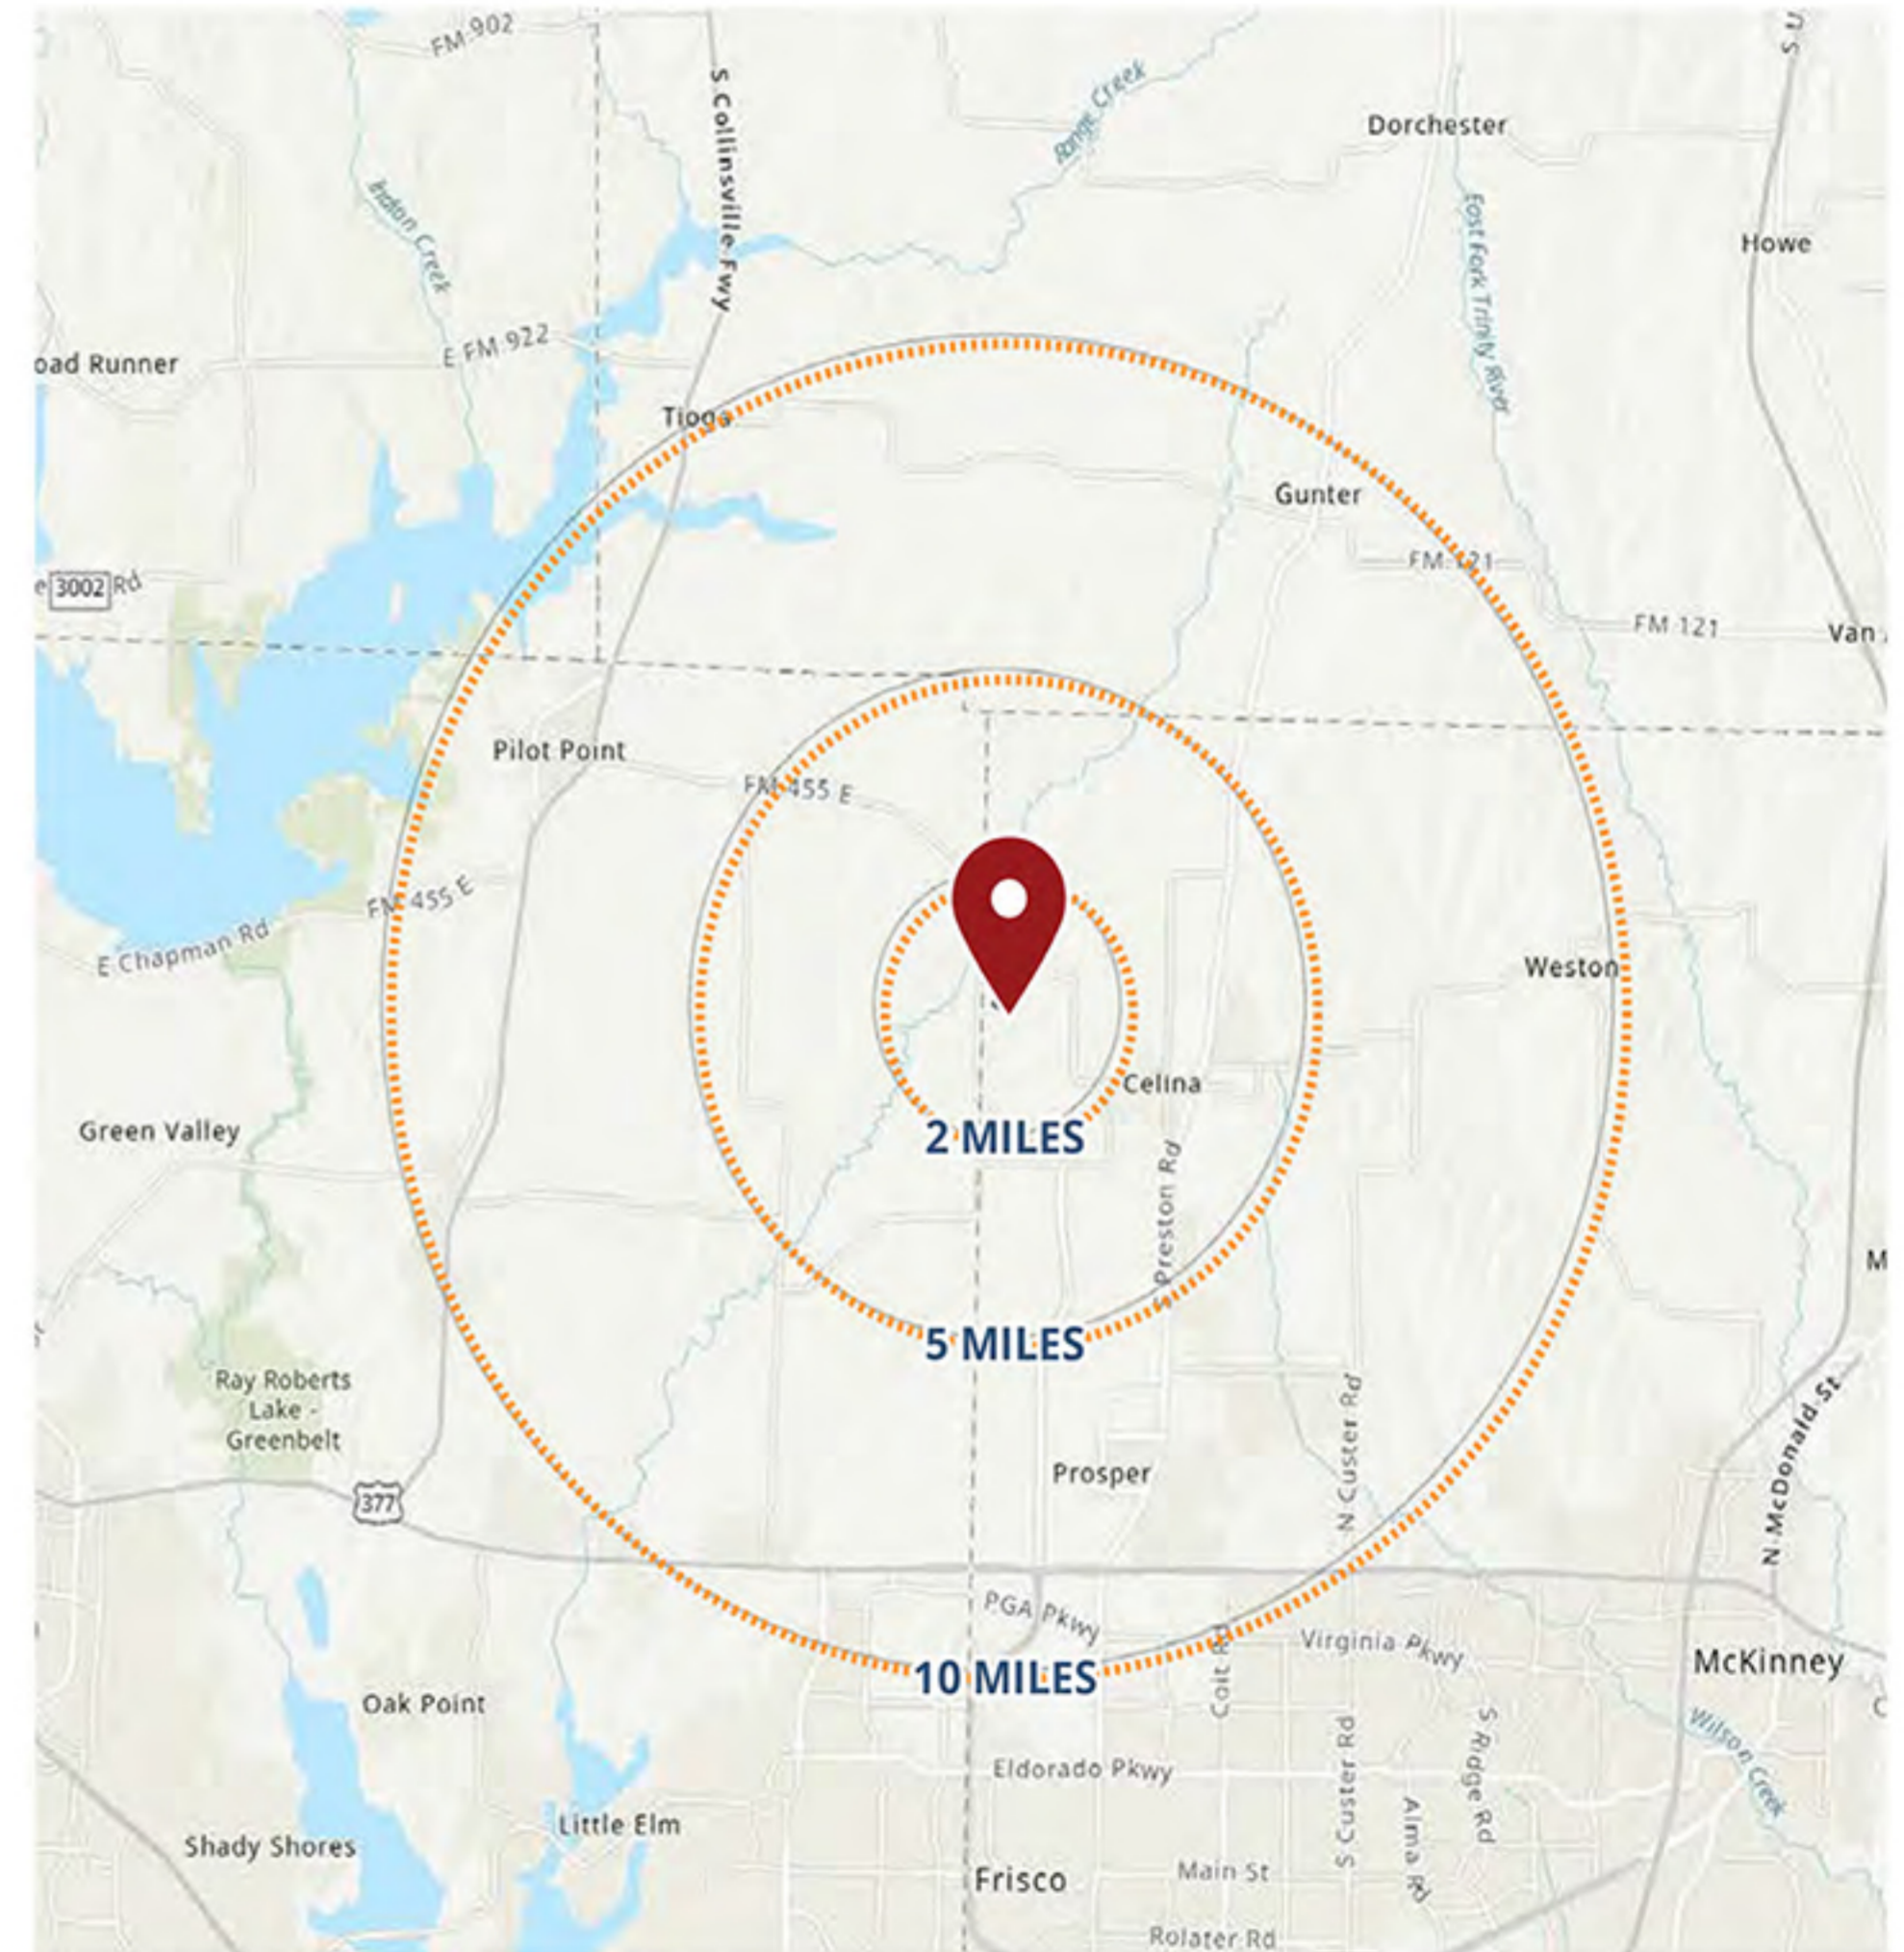 FM 902
S Collinsville Fwy
Range Creek
Dorchester
Indian Creek
East Fork Trinity River
Howe
E FM 922
oad Runner
Tioga
Gunter
FM 121
3002 Rd
FM 121
Van
Pilot Point
FM 455 E
FM 455 E
E Chapman Rd
Weston
Celina
Green Valley
2 MILES
S Preston Rd
5 MILES
Ray Roberts
Lake -
Greenbelt
N Custer Rd
N McDonald St
Prosper
377
PGA Pkwy
Coit Rd
Virginia Pkwy
McKinney
10 MILES
Oak Point
S Ridge Rd
Wilson Creek
Eldorado Pkwy
S Custer Rd
Alma Rd
Little Elm
Shady Shores
Main St
Frisco
Rolater Rd